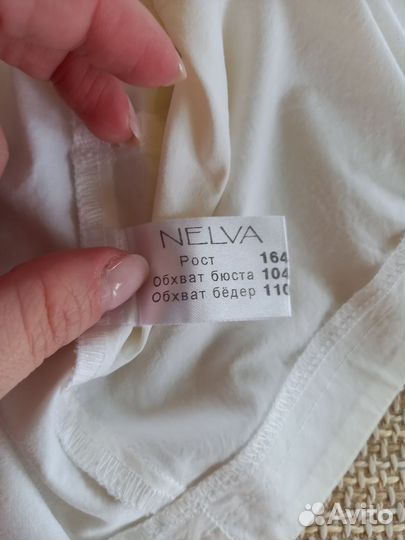 NELVA
Рост 164
Обхват бюста 104
Обхват бёдер 110
Avito